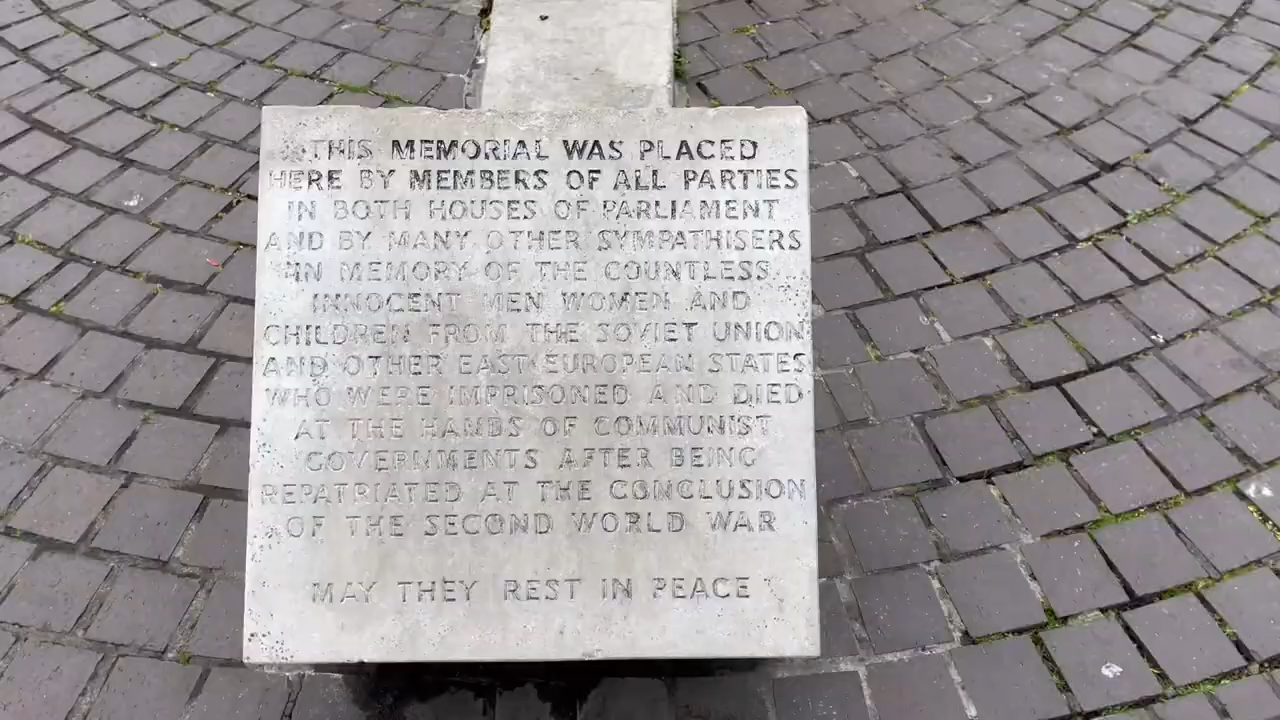 THIS MEMORIAL WAS PLACED
HERE BY MEMBERS OF ALL PARTIES
IN BOTH HOUSES OF PARLIAMENT
AND BY MANY OTHER SYMPATHISERS
IN MEMORY OF THE COUNTLESS
INNOCENT MEN WOMEN AND
CHILDREN FROM THE SOVIET UNION
AND OTHER EAST EUROPEAN STATES
WHO WERE IMPRISONED AND DIED
AT THE HANDS OF COMMUNIST
GOVERNMENTS AFTER BEING
REPATRIATED AT THE CONCLUSION
OF THE SECOND WORLD WAR
MAY THEY REST IN PEACE